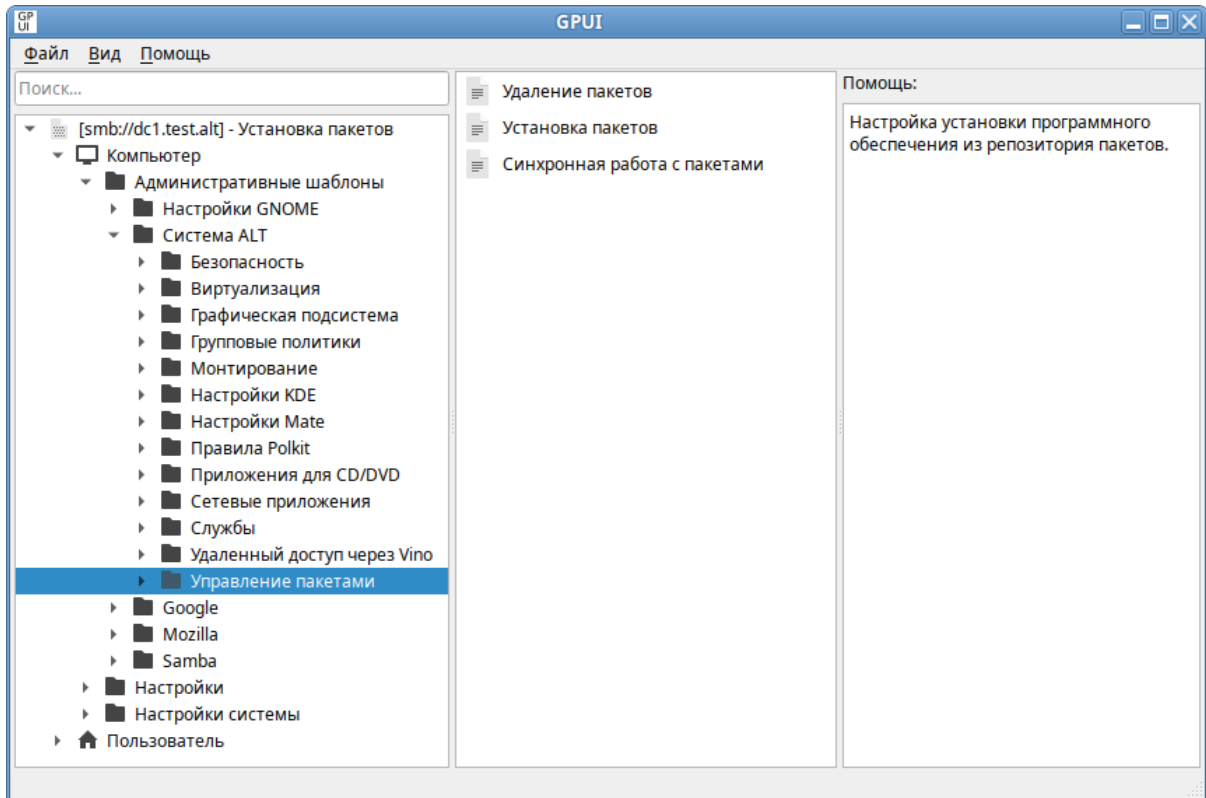 GP
UI
GPUI
Файл Вид Помощь
Поиск...
[smb://dc1.test.alt] - Установка пакетов
Компьютер
Административные шаблоны
Настройки GNOME
Система ALT
Безопасность
Виртуализация
Графическая подсистема
Групповые политики
Монтирование
Настройки KDE
Настройки Mate
Правила Polkit
Приложения для CD/DVD
Сетевые приложения
Службы
Удаленный доступ через Vino
Управление пакетами
Google
Mozilla
Samba
Настройки
Настройки системы
Пользователь
Удаление пакетов
Установка пакетов
Синхронная работа с пакетами
Помощь:
Настройка установки программного
обеспечения из репозитория пакетов.